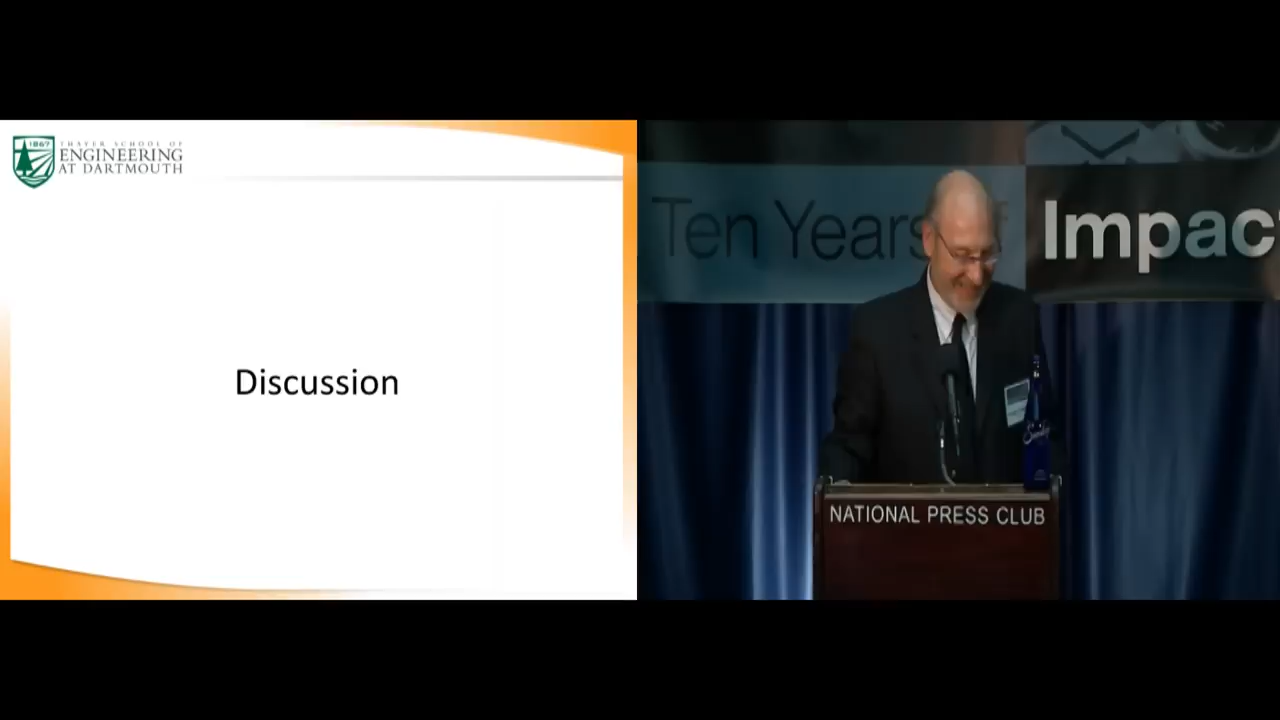 1867
THAYER SCHOOL OF
ENGINEERING
AT DARTMOUTH
Discussion
Ten Years
Impac
NATIONAL PRESS CLUB